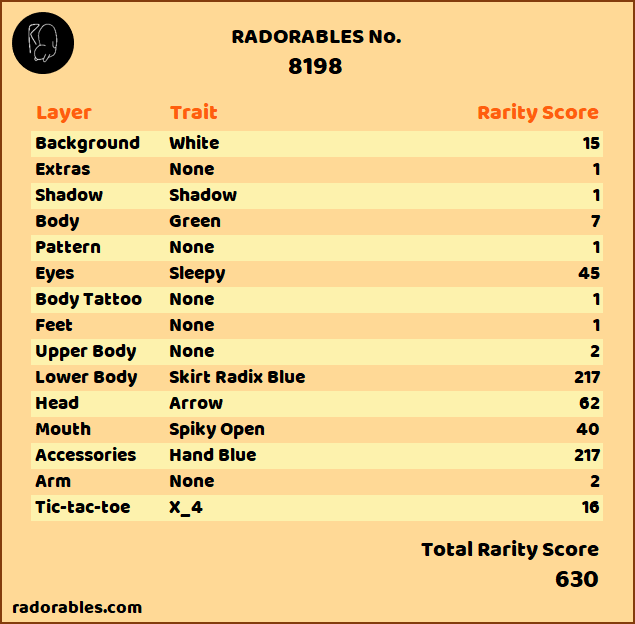 RADORABLES No.
8198
Layer Trait Rarity Score
Background White 15
Extras None 1
Shadow Shadow 1
Body Green 7
Pattern None 1
Eyes Sleepy 45
Body Tattoo None 1
Feet None 1
Upper Body None 2
Lower Body Skirt Radix Blue 217
Head Arrow 62
Mouth Spiky Open 40
Accessories Hand Blue 217
Arm None 2
Tic-tac-toe X_4 16
Total Rarity Score
630
radorables.com